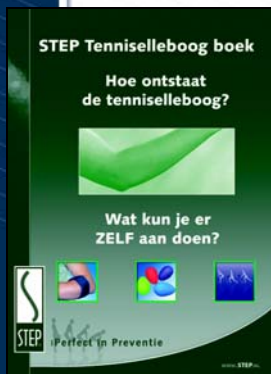 STEP Tenniselleboog boek
Hoe ontstaat
de tenniselleboog?
Wat kun je er
ZELF aan doen?
STEP
Perfect in Preventie
www.STEP.nl